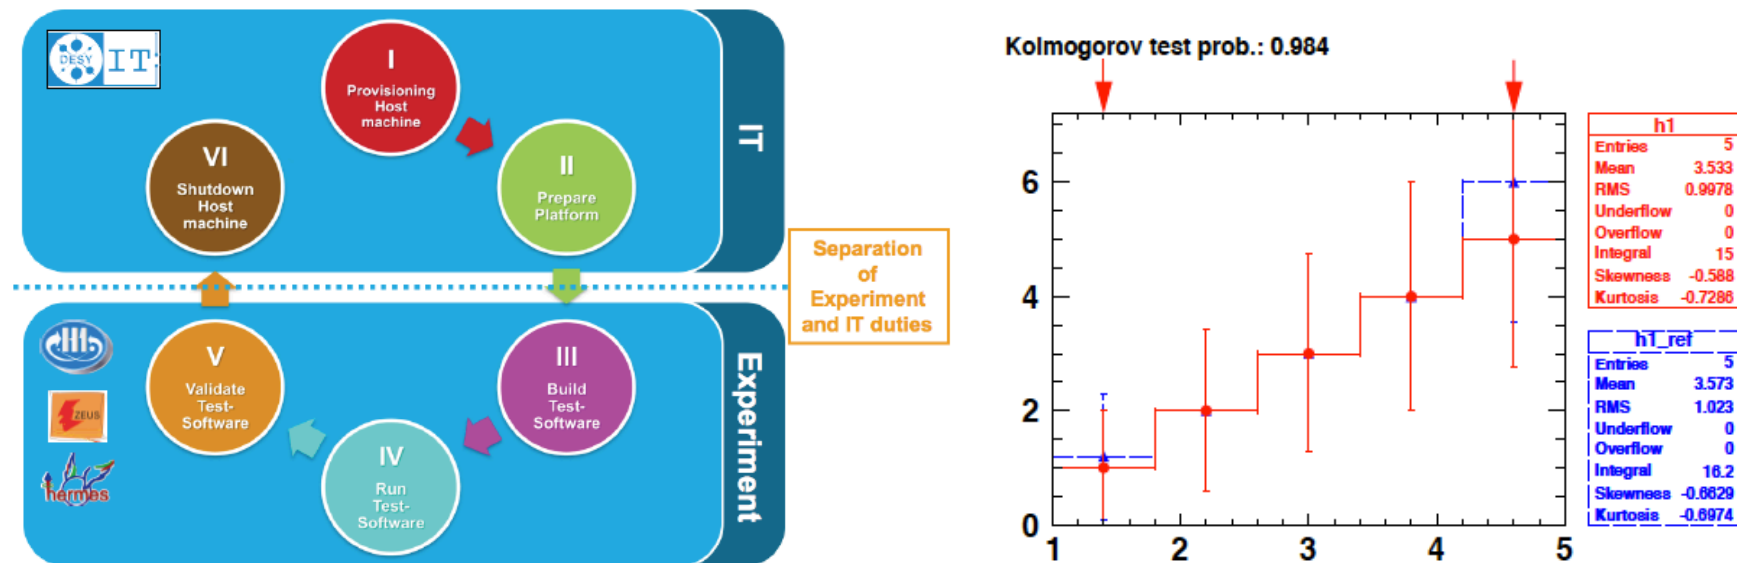 DESY IT
I
Provisioning
Host
machine
II
Prepare
Platform
VI
Shutdown
Host
machine
IT
Separation
of
Experiment
and IT duties
H1
ZEUS
hermes
V
Validate
Test-
Software
III
Build
Test-
Software
IV
Run
Test-
Software
Experiment
Kolmogorov test prob.: 0.984
6
4
2
0
1 2 3 4 5
h1
Entries 5
Mean 3.533
RMS 0.9978
Underflow 0
Overflow 0
Integral 15
Skewness -0.588
Kurtosis -0.7286
h1_ref
Entries 5
Mean 3.573
RMS 1.023
Underflow 0
Overflow 0
Integral 16.2
Skewness -0.6629
Kurtosis -0.6974